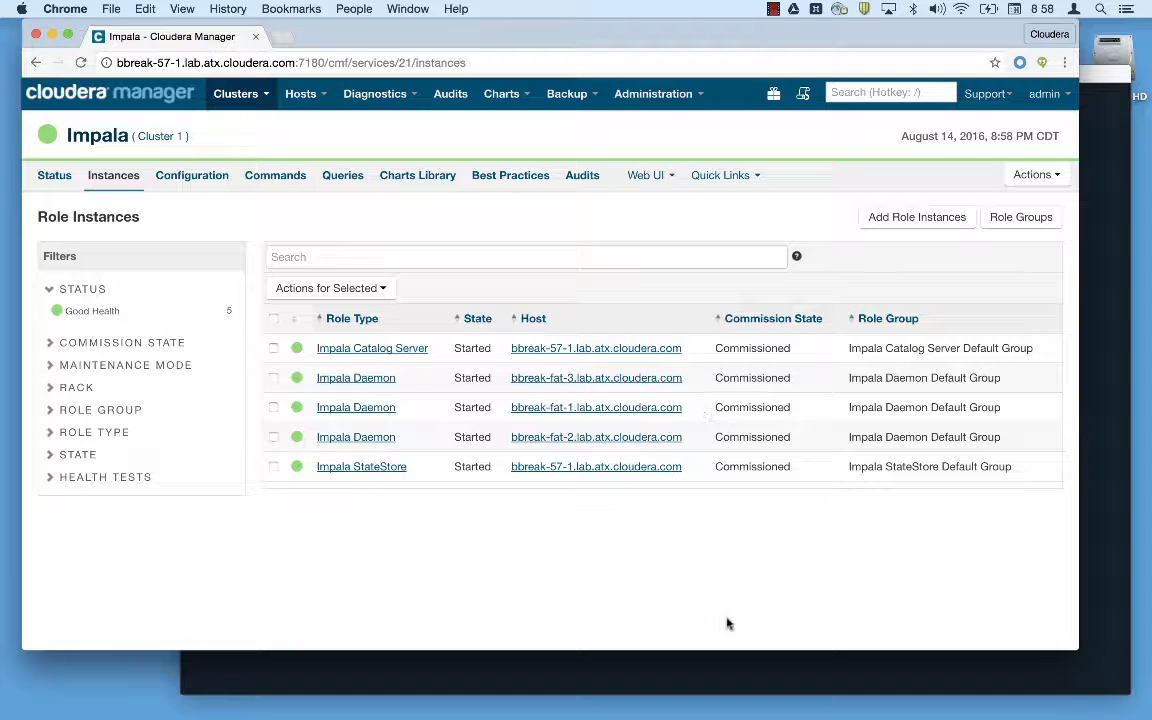 Chrome File Edit View History Bookmarks People Window Help 8 58
Impala - Cloudera Manager Cloudera
bbreak-57-1.lab.atx.cloudera.com:7180/cmf/services/21/instances
HD
cloudera manager Clusters Hosts Diagnostics Audits Charts Backup Administration Search (Hotkey: /) Support admin
Impala ( Cluster 1 ) August 14, 2016, 8:58 PM CDT
Status Instances Configuration Commands Queries Charts Library Best Practices Audits Web UI Quick Links Actions
Role Instances Add Role Instances Role Groups
Filters Search
STATUS Actions for Selected
Good Health 5
Role Type State Host Commission State Role Group
COMMISSION STATE Impala Catalog Server Started bbreak-57-1.lab.atx.cloudera.com Commissioned Impala Catalog Server Default Group
MAINTENANCE MODE
RACK Impala Daemon Started bbreak-fat-3.lab.atx.cloudera.com Commissioned Impala Daemon Default Group
ROLE GROUP Impala Daemon Started bbreak-fat-1.lab.atx.cloudera.com Commissioned Impala Daemon Default Group
ROLE TYPE Impala Daemon Started bbreak-fat-2.lab.atx.cloudera.com Commissioned Impala Daemon Default Group
STATE
HEALTH TESTS Impala StateStore Started bbreak-57-1.lab.atx.cloudera.com Commissioned Impala StateStore Default Group